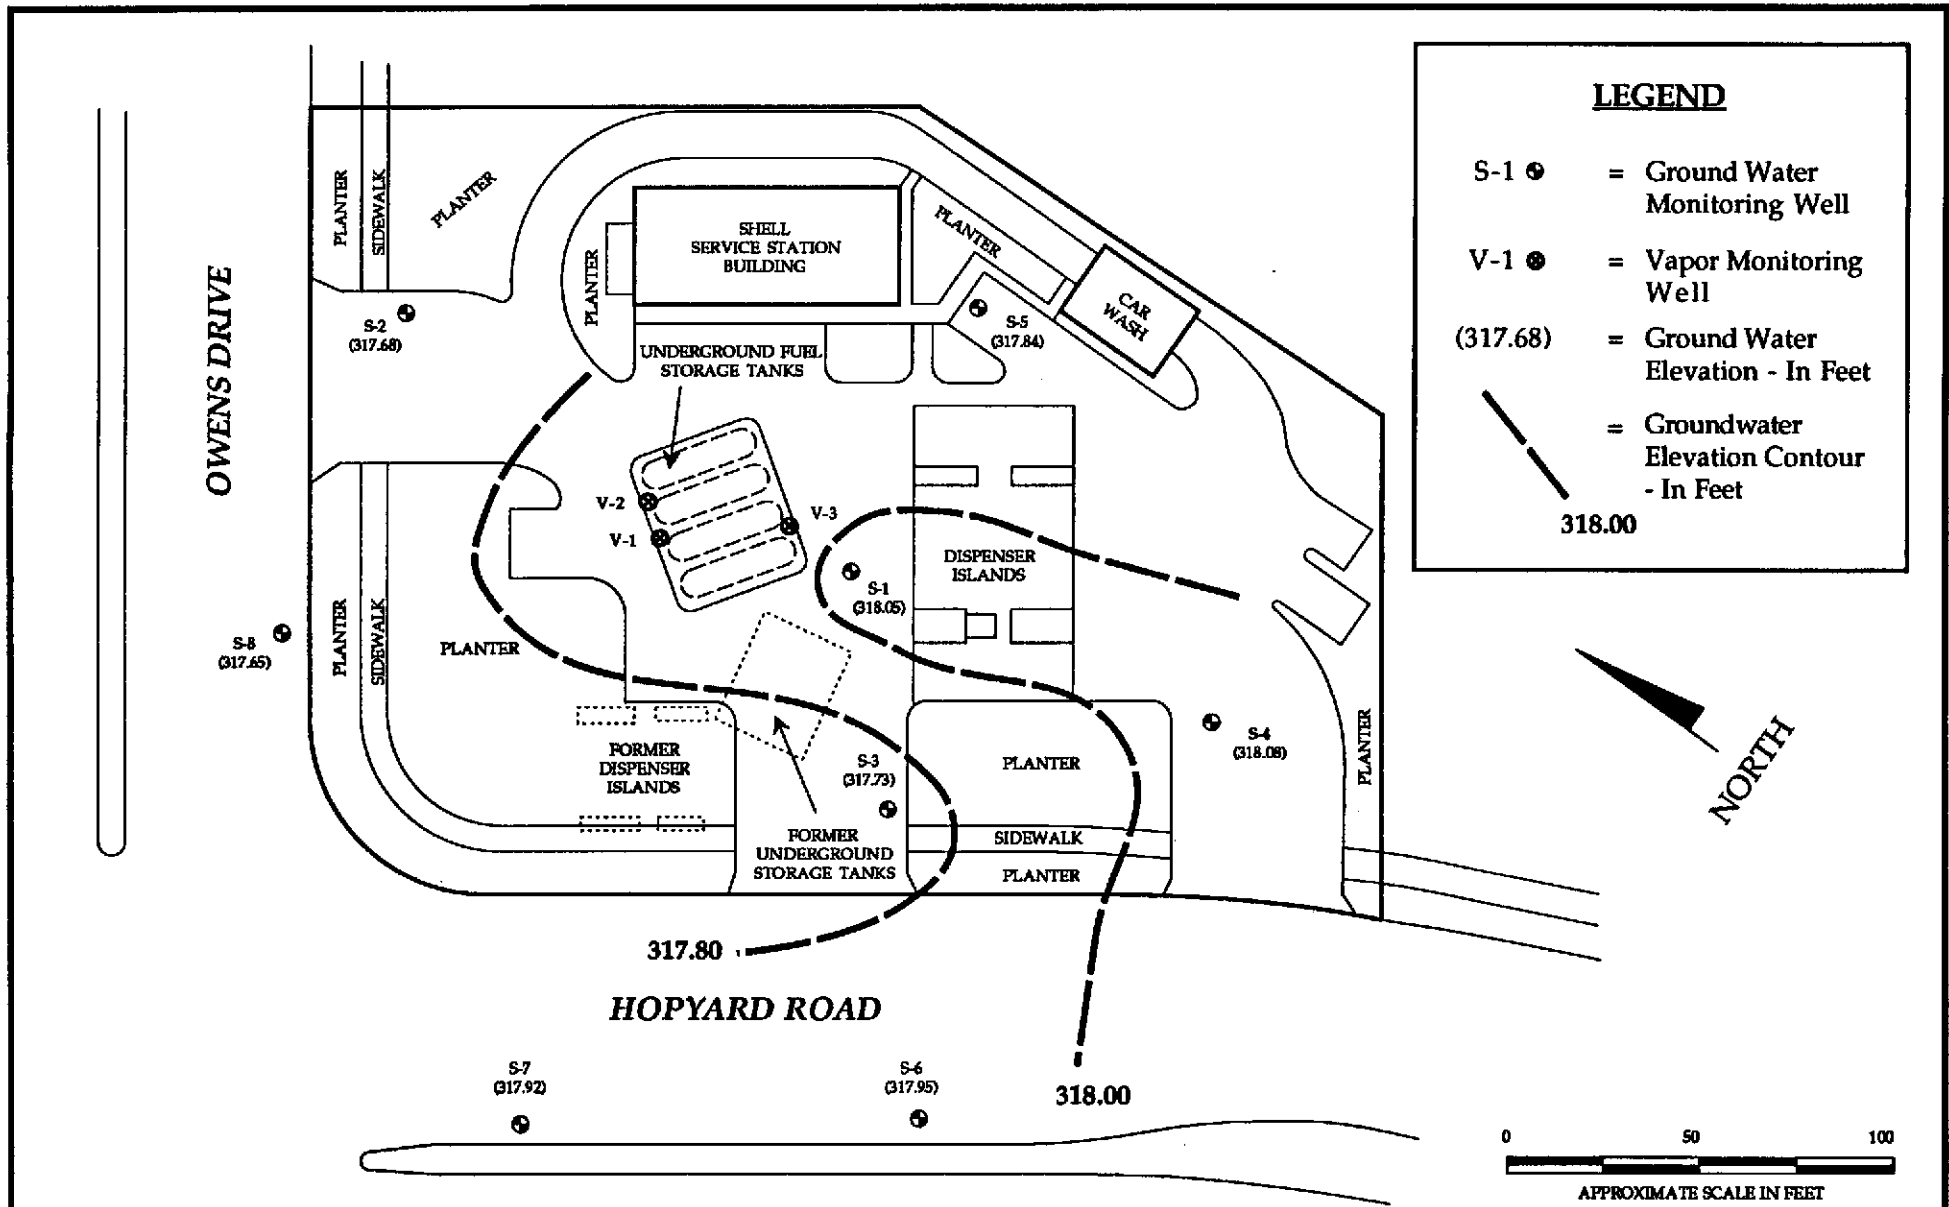 LEGEND
S-1 = Ground Water
Monitoring Well
V-1 = Vapor Monitoring
Well
(317.68) = Ground Water
Elevation - In Feet
= Groundwater
Elevation Contour
- In Feet
318.00
OWENS DRIVE
PLANTER
SIDEWALK
PLANTER
PLANTER
SHELL
SERVICE STATION
BUILDING
PLANTER
CAR
WASH
S-2
(317.68)
S-5
(317.84)
UNDERGROUND FUEL
STORAGE TANKS
V-2
V-1
V-3
S-1
(318.05)
DISPENSER
ISLANDS
S-8
(317.65)
PLANTER
SIDEWALK
PLANTER
FORMER
DISPENSER
ISLANDS
S-3
(317.73)
PLANTER
S-4
(318.08)
PLANTER
NORTH
FORMER
UNDERGROUND
STORAGE TANKS
SIDEWALK
PLANTER
317.80
HOPYARD ROAD
S-7
(317.92)
S-6
(317.95)
318.00
0 50 100
APPROXIMATE SCALE IN FEET